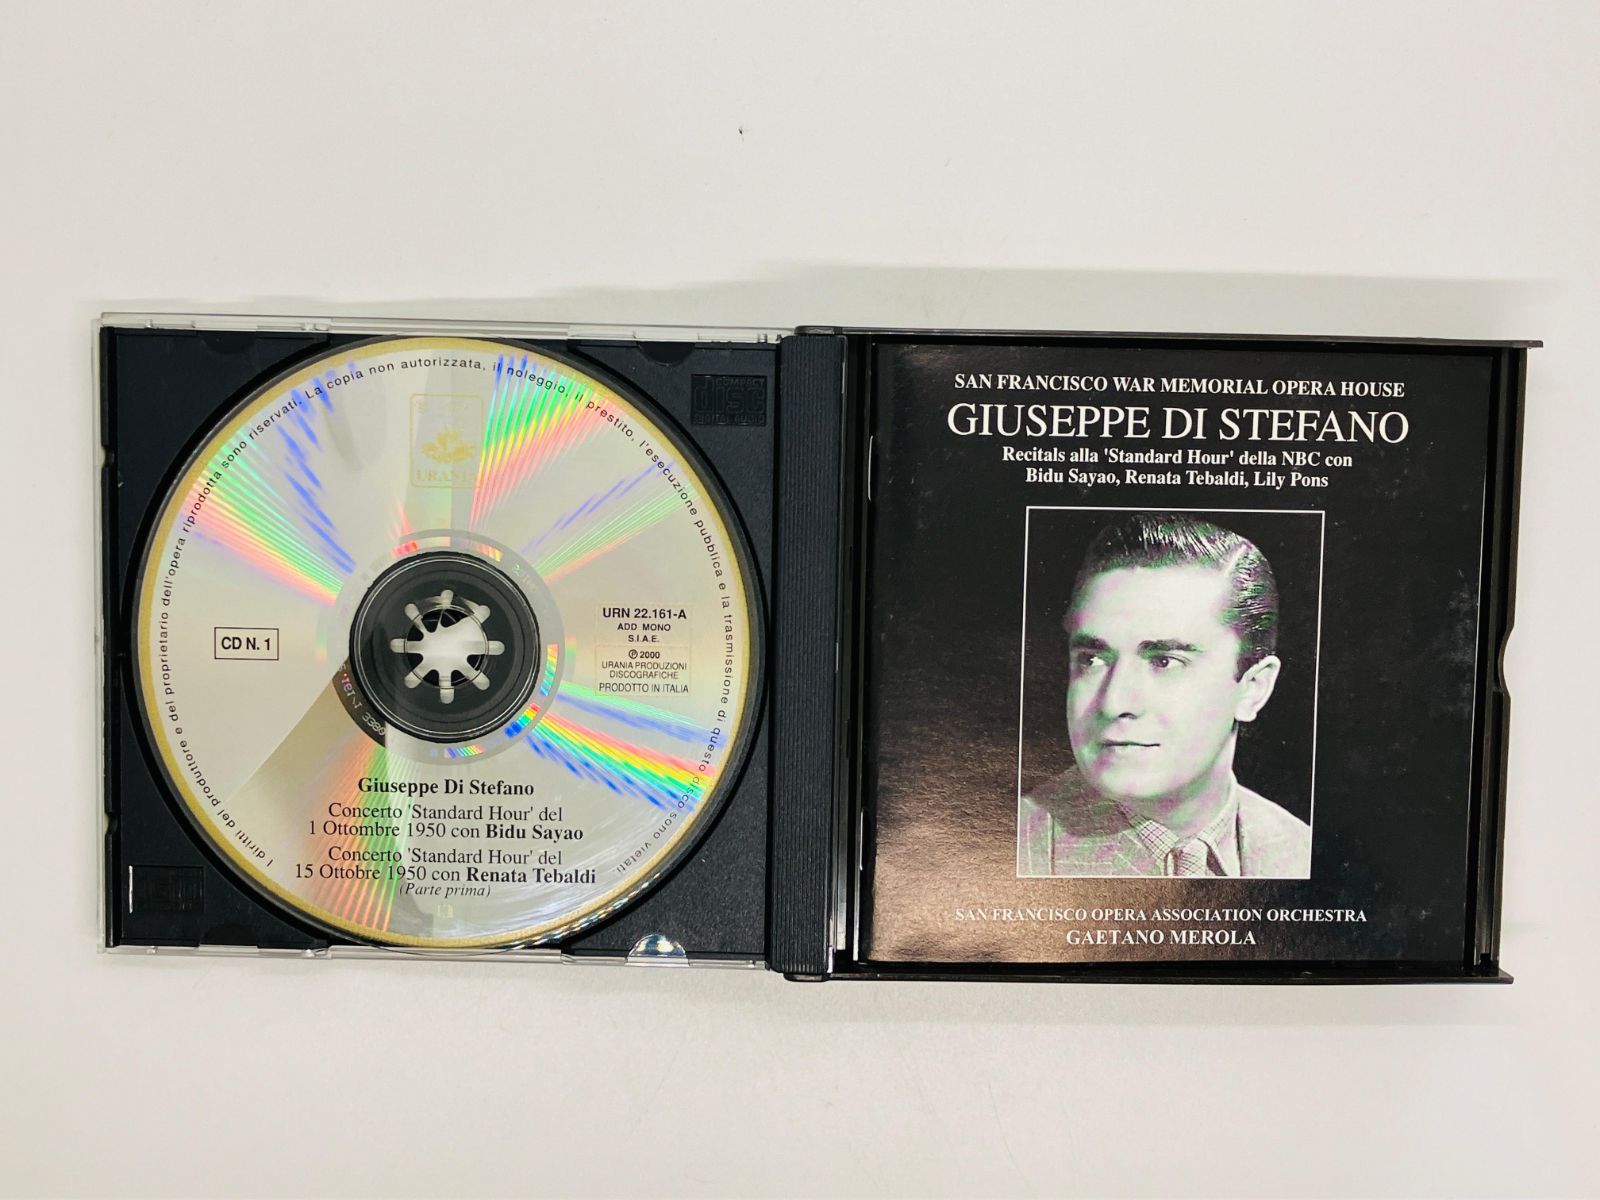 I diritti del produttore e del proprietario dell'opera riprodotta sono riservati. La copia non autorizzata, il noleggio, il prestito, l'esecuzione pubblica e la trasmissione di questo disco sono vietati.
URANIA
COMPACT
disc
DIGITAL AUDIO
CD N. 1
URN 22.161-A
ADD MONO
S.I.A.E.
℗ 2000
URANIA PRODUZIONI
DISCOGRAFICHE
PRODOTTO IN ITALIA
Giuseppe Di Stefano
Concerto 'Standard Hour' del
1 Ottombre 1950 con Bidu Sayao
Concerto 'Standard Hour' del
15 Ottobre 1950 con Renata Tebaldi
(Parte prima)
SAN FRANCISCO WAR MEMORIAL OPERA HOUSE
GIUSEPPE DI STEFANO
Recitals alla 'Standard Hour' della NBC con
Bidu Sayao, Renata Tebaldi, Lily Pons
SAN FRANCISCO OPERA ASSOCIATION ORCHESTRA
GAETANO MEROLA